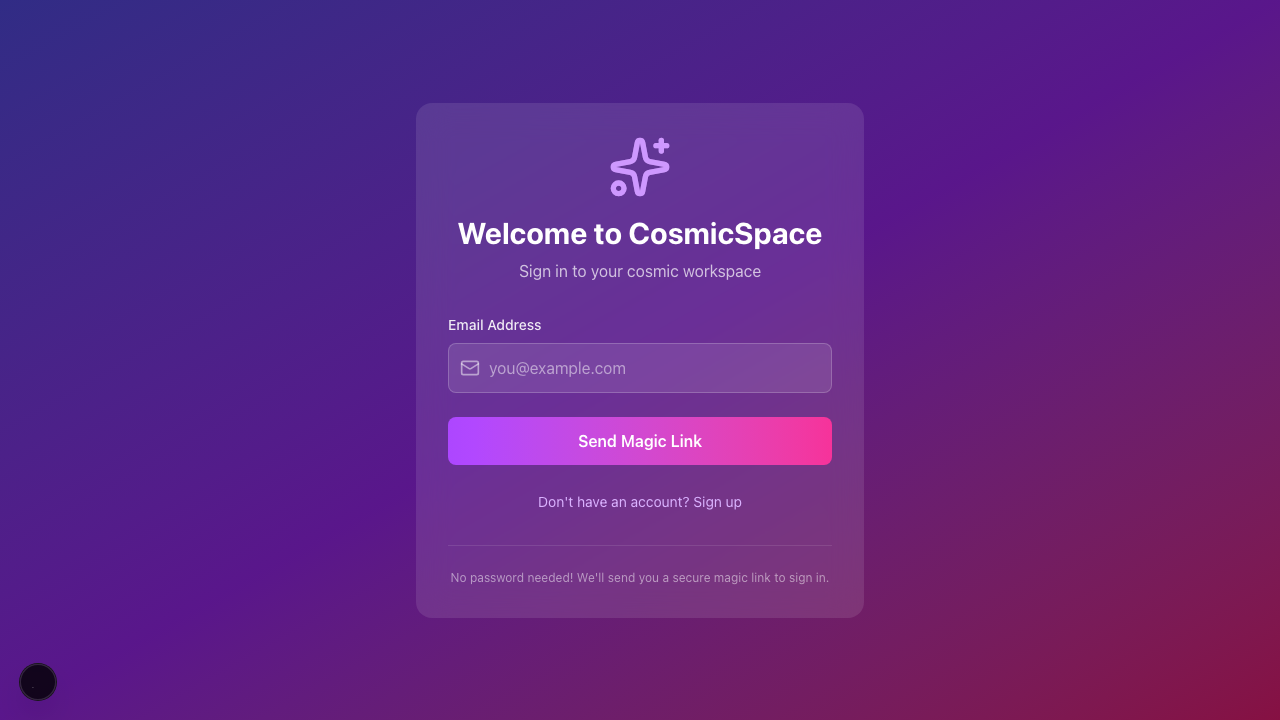 Welcome to CosmicSpace
Sign in to your cosmic workspace
Email Address
you@example.com
Send Magic Link
Don't have an account? Sign up
No password needed! We'll send you a secure magic link to sign in.